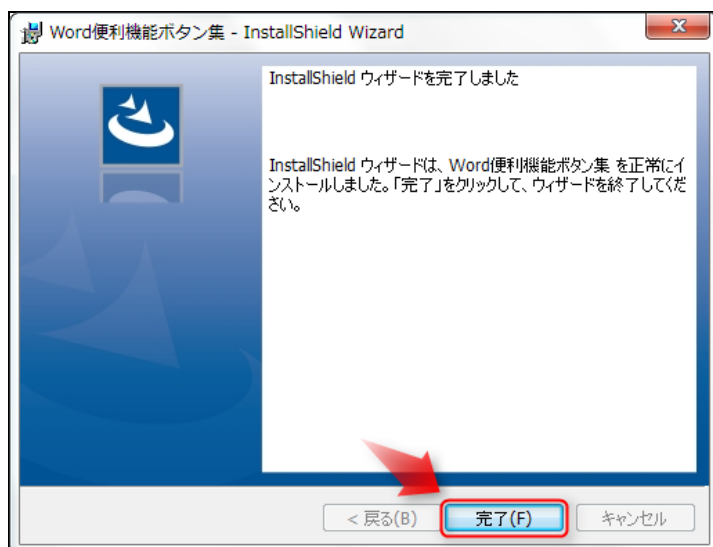 Word便利機能ボタン集 - InstallShield Wizard
InstallShield ウィザードを完了しました
InstallShield ウィザードは、Word便利機能ボタン集 を正常にイ
ンストールしました。「完了」をクリックして、ウィザードを終了してくだ
さい。
< 戻る(B) 完了(F) キャンセル